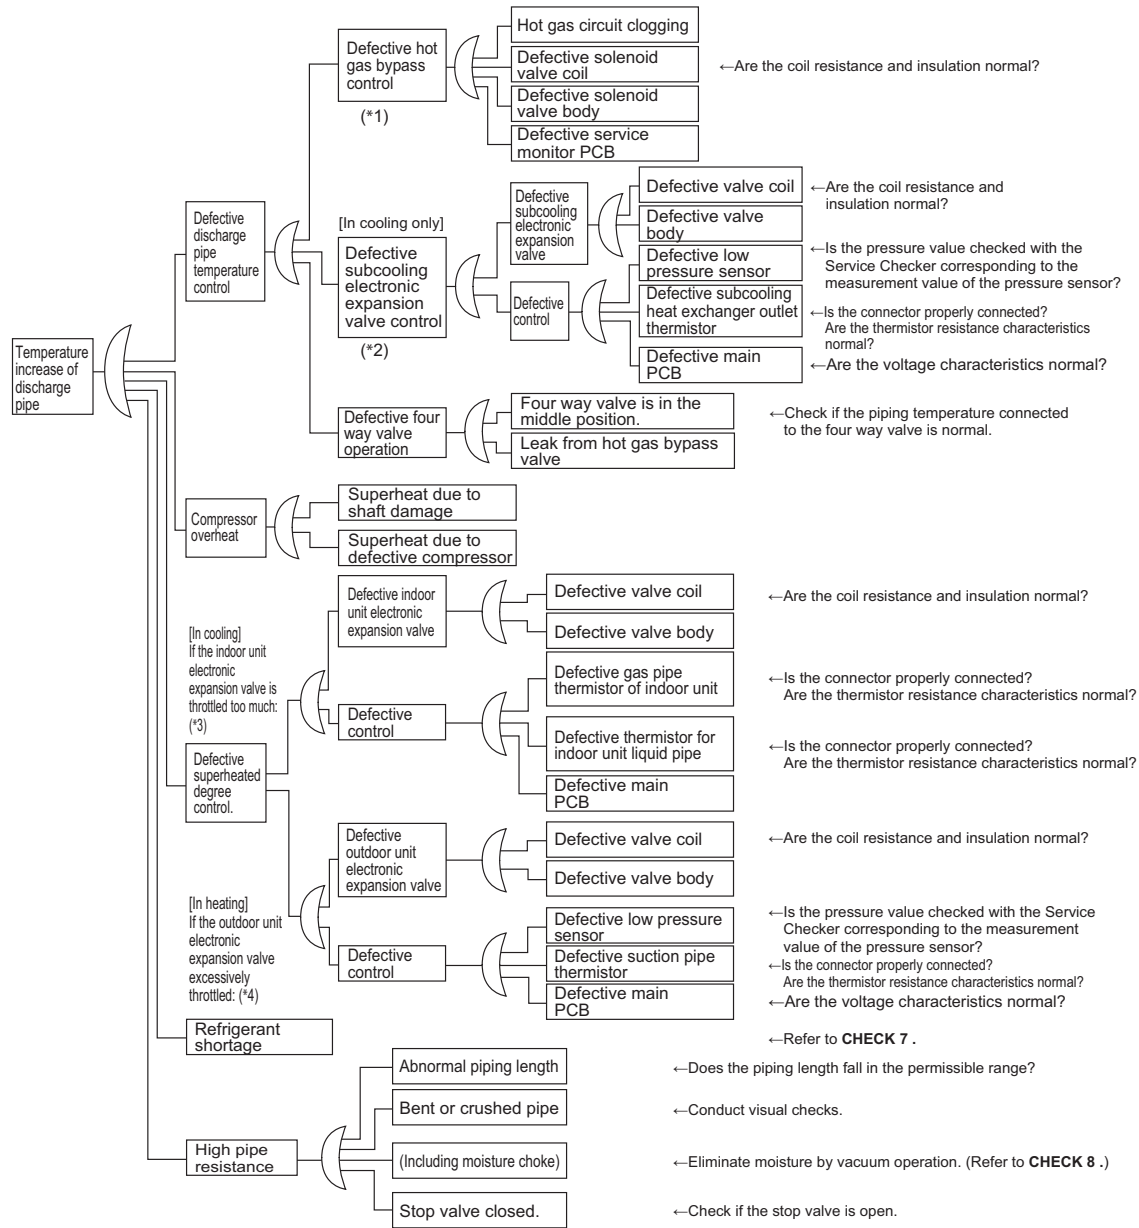 Hot gas circuit clogging
Defective hot
gas bypass
control
(*1)
Defective solenoid
valve coil
←Are the coil resistance and insulation normal?
Defective solenoid
valve body
Defective service
monitor PCB
Defective
discharge
pipe
temperature
control
[In cooling only]
Defective
subcooling
electronic
expansion
valve control
(*2)
Defective
subcooling
electronic
expansion
valve
Defective valve coil
←Are the coil resistance and
insulation normal?
Defective valve
body
Defective
control
Defective low
pressure sensor
←Is the pressure value checked with the
Service Checker corresponding to the
measurement value of the pressure sensor?
Defective subcooling
heat exchanger outlet
thermistor
←Is the connector properly connected?
Are the thermistor resistance characteristics
normal?
Defective main
PCB
←Are the voltage characteristics normal?
Temperature
increase of
discharge
pipe
Defective four
way valve
operation
Four way valve is in the
middle position.
←Check if the piping temperature connected
to the four way valve is normal.
Leak from hot gas bypass
valve
Compressor
overheat
Superheat due to
shaft damage
Superheat due to
defective compressor
[In cooling]
If the indoor unit
electronic
expansion valve is
throttled too much:
(*3)
Defective indoor
unit electronic
expansion valve
Defective valve coil
←Are the coil resistance and insulation normal?
Defective valve body
Defective
control
Defective gas pipe
thermistor of indoor unit
←Is the connector properly connected?
Are the thermistor resistance characteristics normal?
Defective thermistor for
indoor unit liquid pipe
←Is the connector properly connected?
Are the thermistor resistance characteristics normal?
Defective main
PCB
Defective
superheated
degree
control.
[In heating]
If the outdoor unit
electronic
expansion valve
excessively
throttled: (*4)
Defective
outdoor unit
electronic
expansion valve
Defective valve coil
←Are the coil resistance and insulation normal?
Defective valve body
Defective
control
Defective low pressure
sensor
←Is the pressure value checked with the Service
Checker corresponding to the measurement
value of the pressure sensor?
Defective suction pipe
thermistor
←Is the connector properly connected?
Are the thermistor resistance characteristics normal?
Defective main
PCB
←Are the voltage characteristics normal?
Refrigerant
shortage
←Refer to CHECK 7 .
High pipe
resistance
Abnormal piping length
←Does the piping length fall in the permissible range?
Bent or crushed pipe
←Conduct visual checks.
(Including moisture choke)
←Eliminate moisture by vacuum operation. (Refer to CHECK 8 .)
Stop valve closed.
←Check if the stop valve is open.